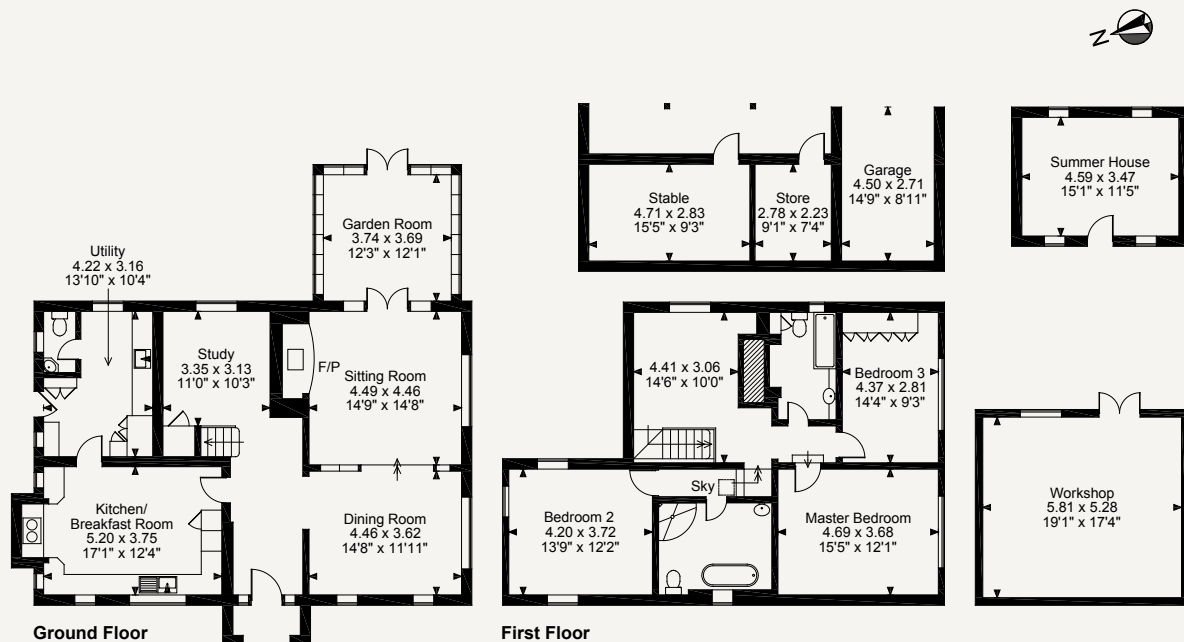 N
Utility
4.22 x 3.16
13'10" x 10'4"
Garden Room
3.74 x 3.69
12'3" x 12'1"
Study
3.35 x 3.13
11'0" x 10'3"
F/P
Sitting Room
4.49 x 4.46
14'9" x 14'8"
Kitchen/
Breakfast Room
5.20 x 3.75
17'1" x 12'4"
Dining Room
4.46 x 3.62
14'8" x 11'11"
Ground Floor
Stable
4.71 x 2.83
15'5" x 9'3"
Store
2.78 x 2.23
9'1" x 7'4"
Garage
4.50 x 2.71
14'9" x 8'11"
Summer House
4.59 x 3.47
15'1" x 11'5"
4.41 x 3.06
14'6" x 10'0"
Bedroom 3
4.37 x 2.81
14'4" x 9'3"
Sky
Bedroom 2
4.20 x 3.72
13'9" x 12'2"
Master Bedroom
4.69 x 3.68
15'5" x 12'1"
Workshop
5.81 x 5.28
19'1" x 17'4"
First Floor